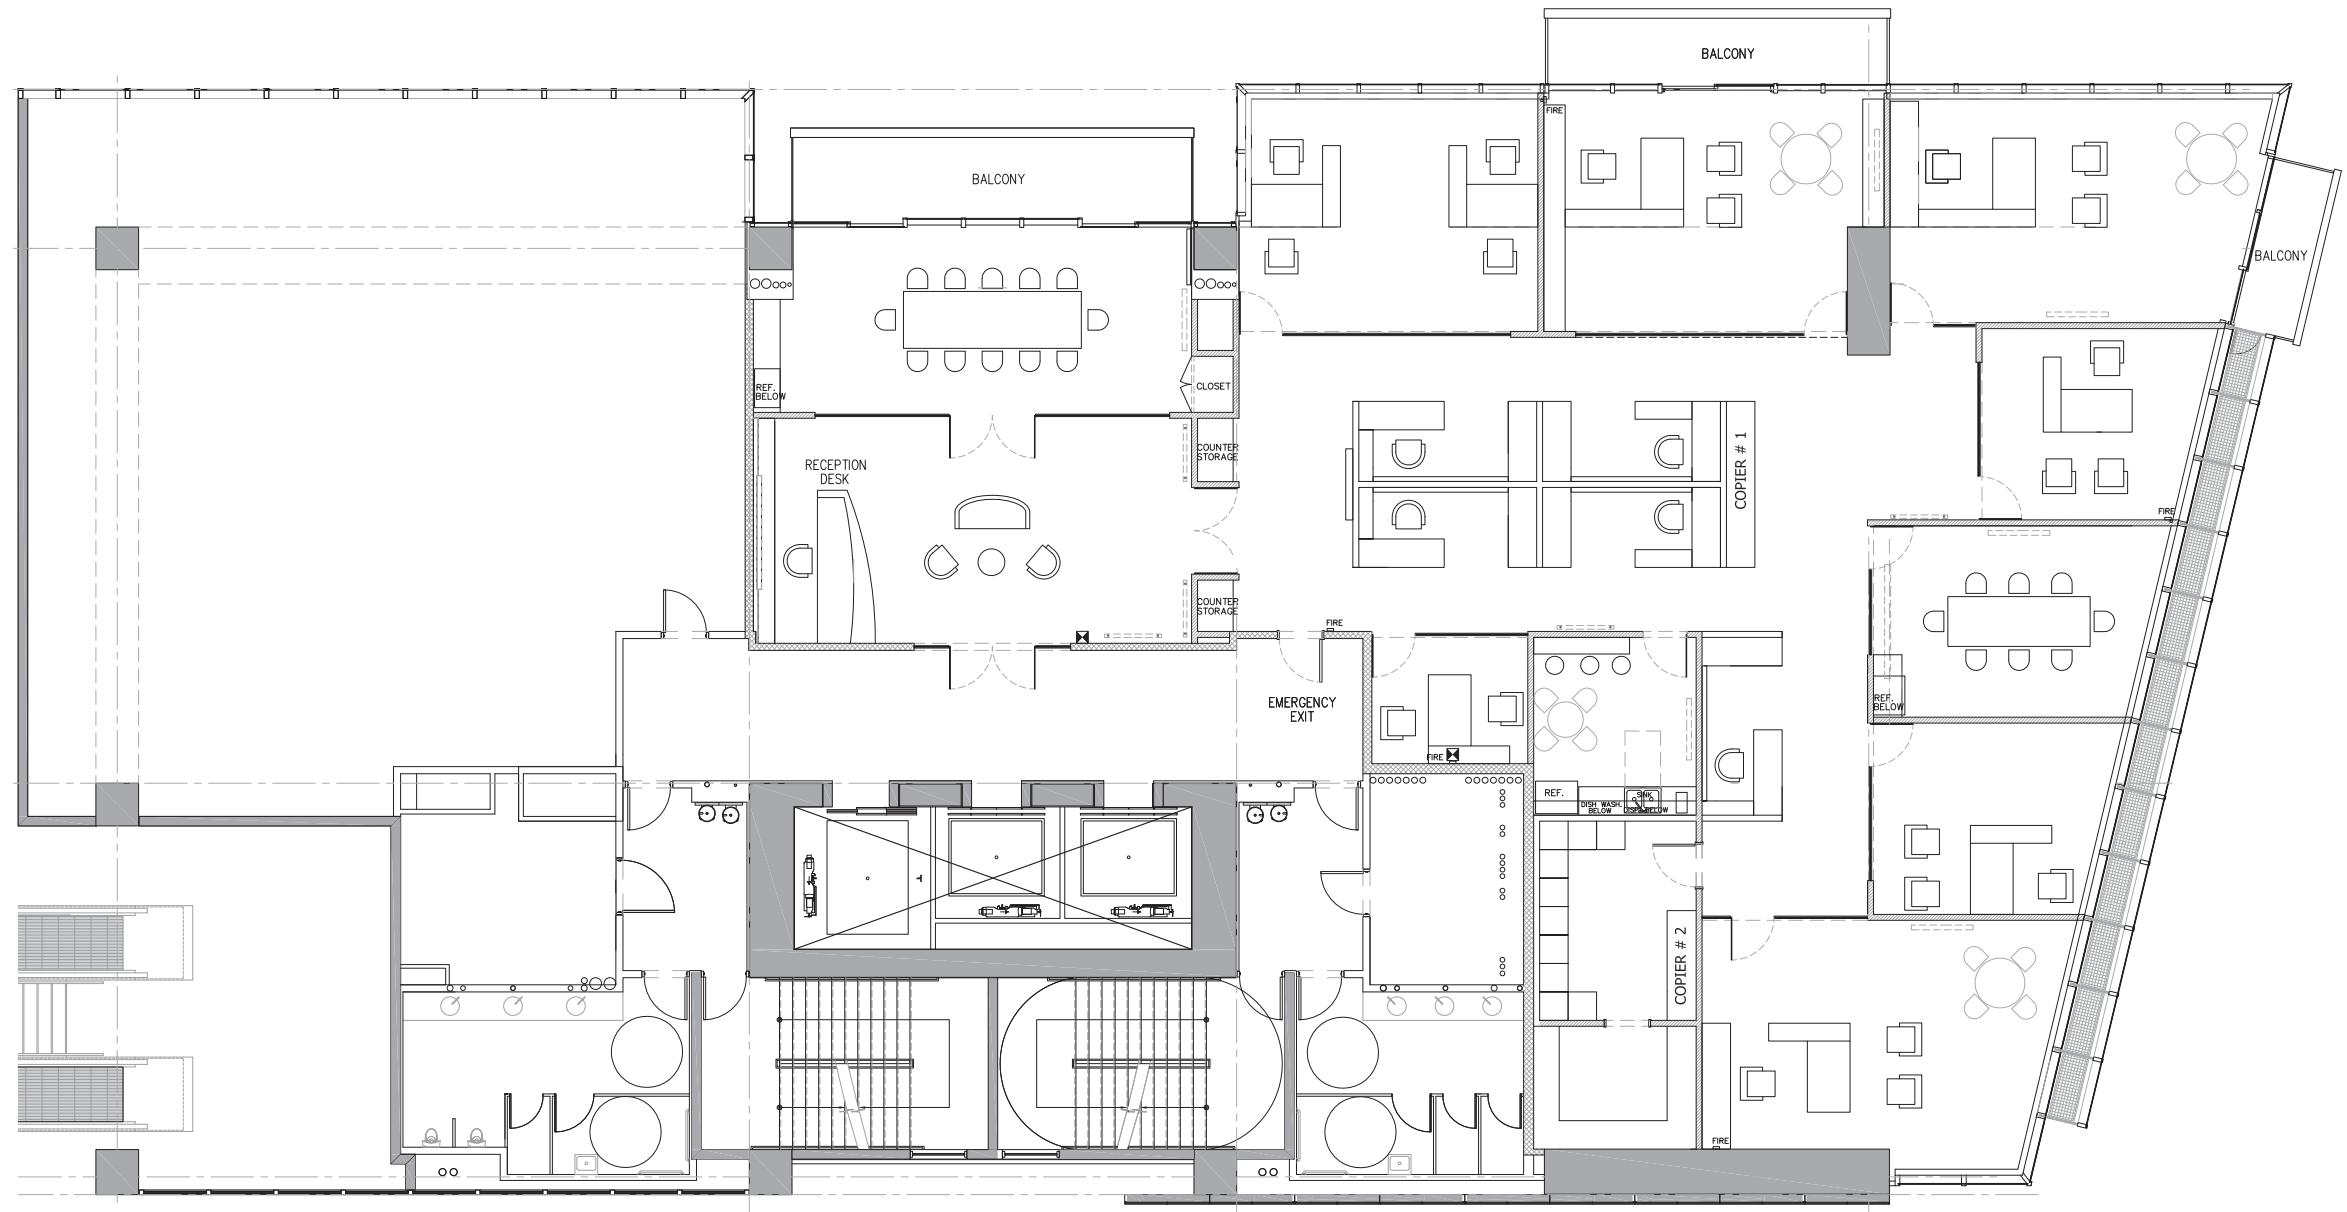 BALCONY
FIRE
BALCONY
BALCONY
REF.
BELOW
CLOSET
RECEPTION
DESK
COUNTER
STORAGE
COPIER # 1
FIRE
COUNTER
STORAGE
FIRE
EMERGENCY
EXIT
REF.
BELOW
FIRE
REF.
DISH WASH.
BELOW
SINK
DISP. BELOW
COPIER # 2
FIRE